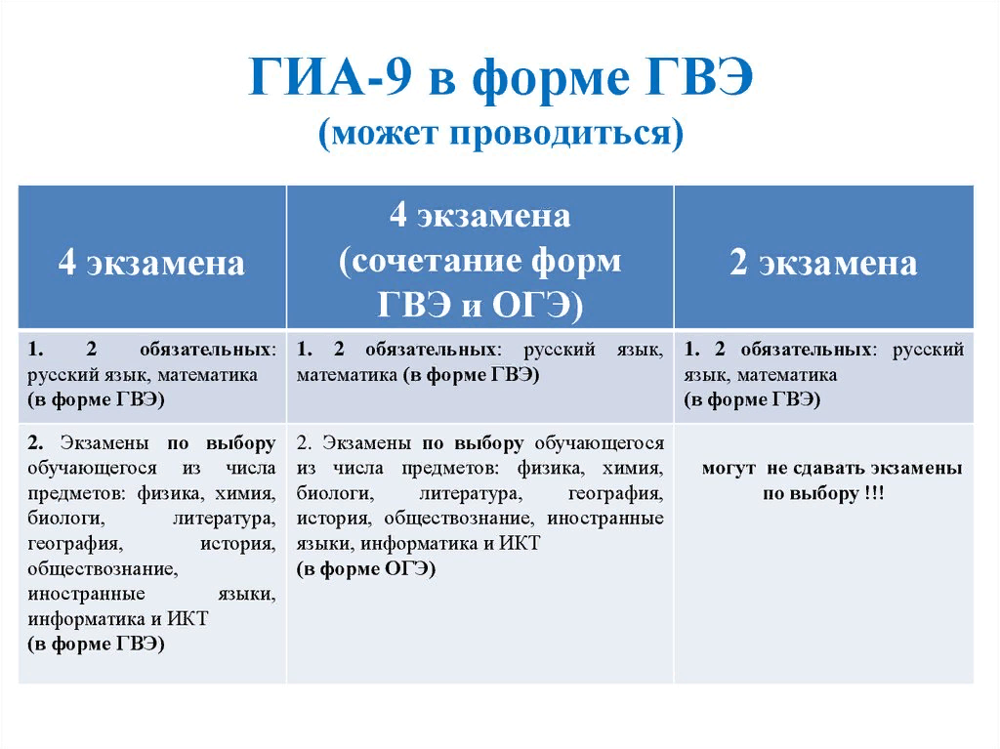 ГИА-9 в форме ГВЭ
(может проводиться)
4 экзамена
4 экзамена
(сочетание форм
ГВЭ и ОГЭ)
2 экзамена
1. 2 обязательных:
русский язык, математика
(в форме ГВЭ)
1. 2 обязательных: русский язык,
математика (в форме ГВЭ)
1. 2 обязательных: русский
язык, математика
(в форме ГВЭ)
2. Экзамены по выбору
обучающегося из числа
предметов: физика, химия,
биологи, литература,
география, история,
обществознание,
иностранные языки,
информатика и ИКТ
(в форме ГВЭ)
2. Экзамены по выбору обучающегося
из числа предметов: физика, химия,
биологи, литература, география,
история, обществознание, иностранные
языки, информатика и ИКТ
(в форме ОГЭ)
могут не сдавать экзамены
по выбору !!!